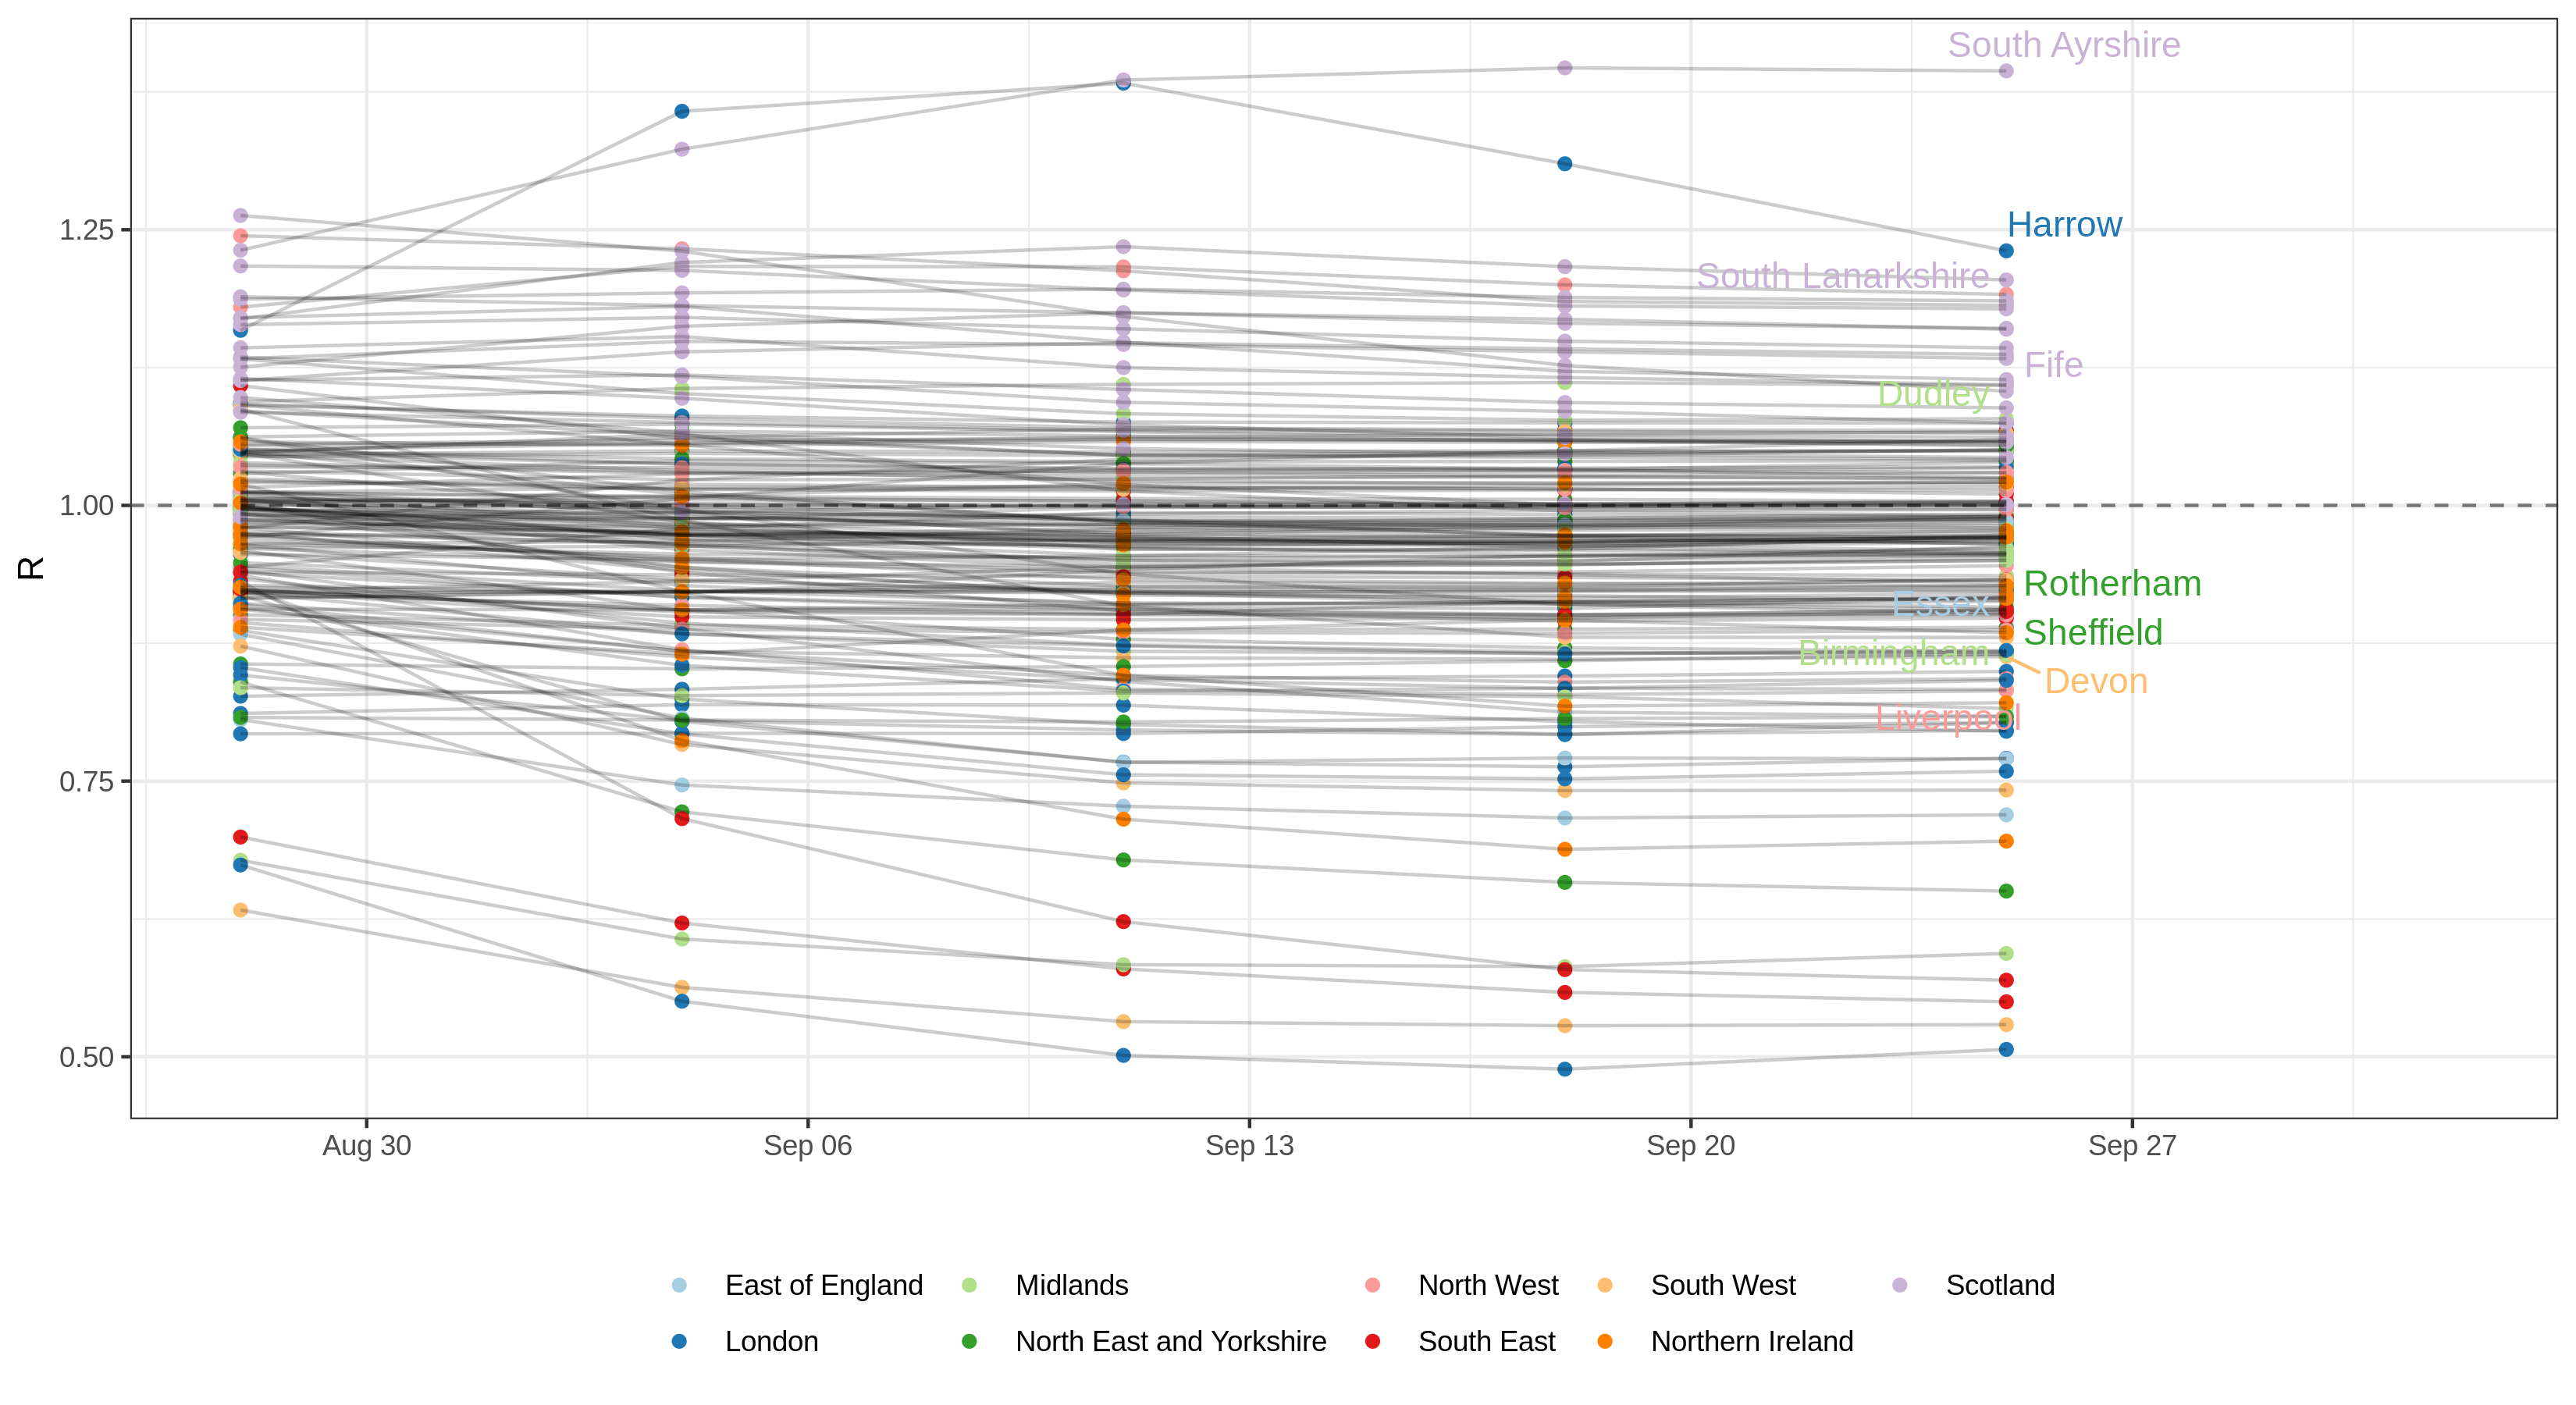 South Ayrshire
1.25
Harrow
South Lanarkshire
Fife
Dudley
1.00
R
Rotherham
Essex
Sheffield
Birmingham
Devon
Liverpool
0.75
0.50
Aug 30 Sep 06 Sep 13 Sep 20 Sep 27
East of England Midlands North West South West Scotland
London North East and Yorkshire South East Northern Ireland